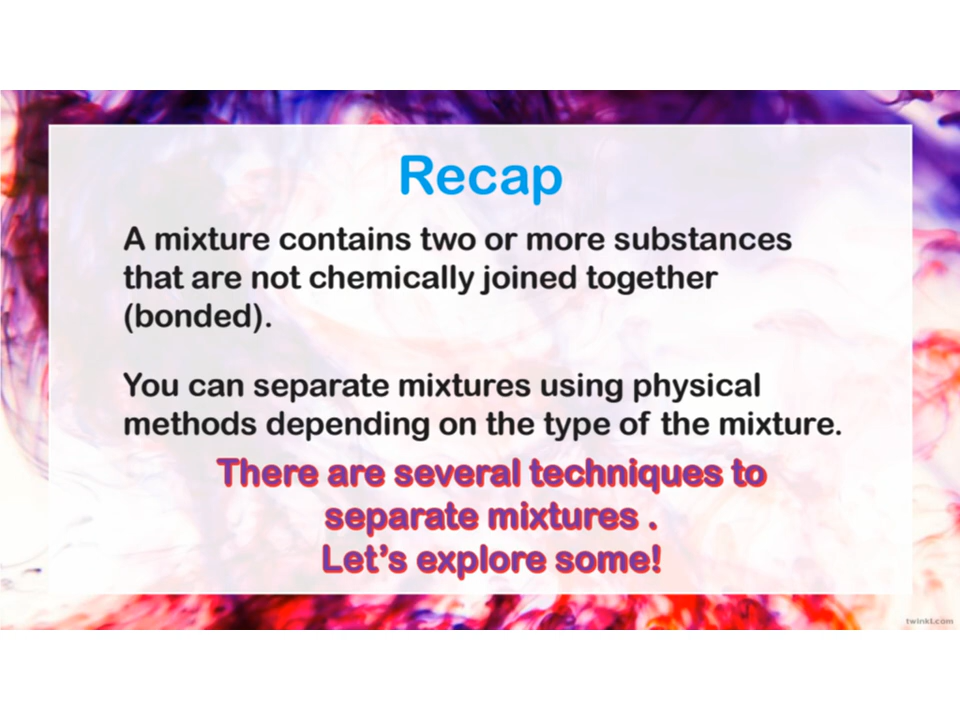 Recap
A mixture contains two or more substances
that are not chemically joined together
(bonded).
You can separate mixtures using physical
methods depending on the type of the mixture.
There are several techniques to
separate mixtures .
Let’s explore some!
twinkl.com